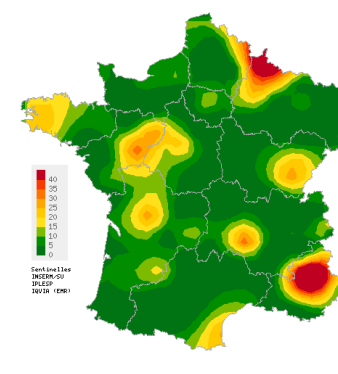 40
35
30
25
20
15
10
5
0
Sentinelles
INSERM/SU
IPLESP
IQVIA (EMR)